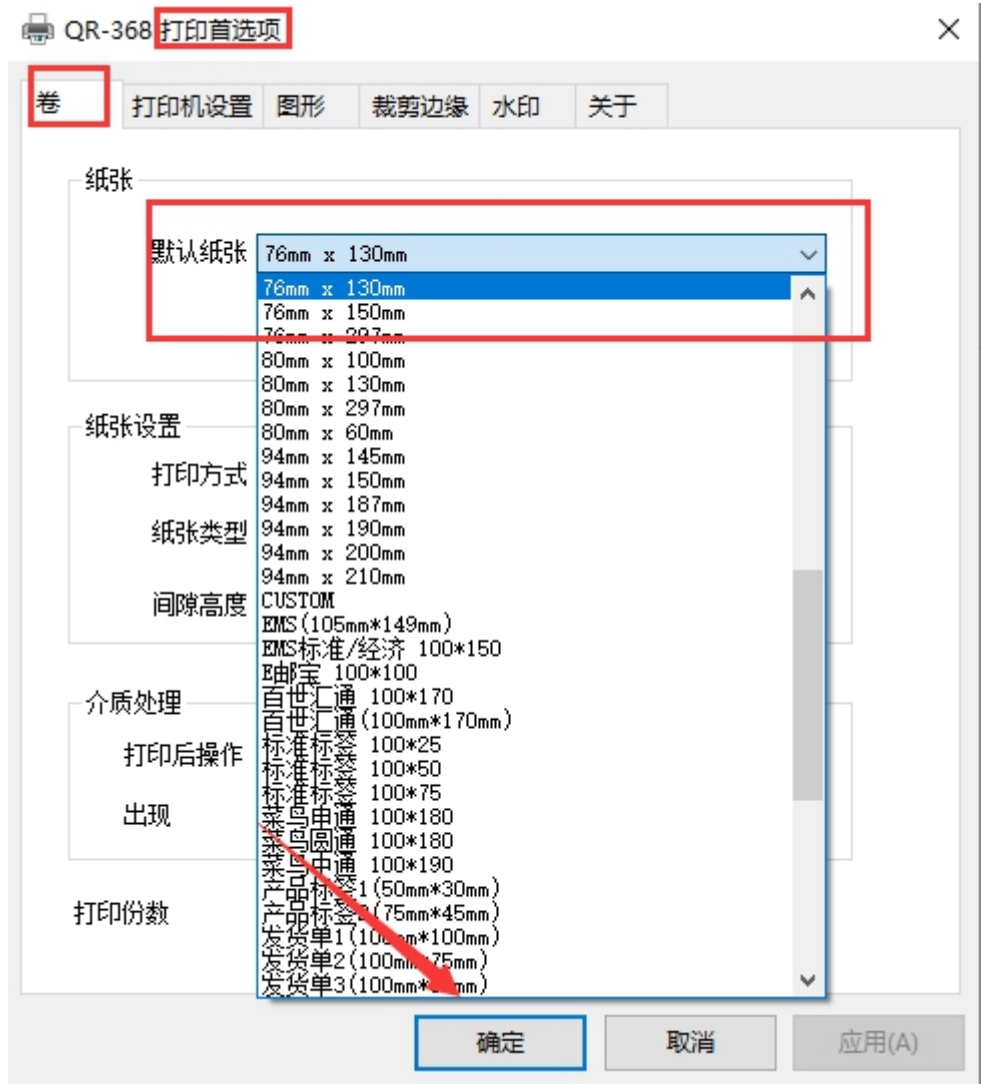 QR-368 打印首选项
卷 打印机设置 图形 裁剪边缘 水印 关于
纸张
默认纸张 76mm x 130mm
76mm x 130mm
76mm x 150mm
76mm x 297mm
80mm x 100mm
80mm x 130mm
80mm x 297mm
纸张设置
80mm x 60mm
94mm x 145mm
打印方式
94mm x 150mm
94mm x 187mm
纸张类型
94mm x 190mm
94mm x 200mm
94mm x 210mm
间隙高度
CUSTOM
EMS(105mm*149mm)
EMS标准/经济 100*150
E邮宝 100*100
介质处理
百世汇通 100*170
百世汇通(100mm*170mm)
打印后操作
标准标签 100*25
标准标签 100*50
标准标签 100*75
出现
菜鸟申通 100*180
菜鸟圆通 100*180
菜鸟中通 100*190
产品标签1(50mm*30mm)
打印份数
产品标签2(75mm*45mm)
发货单1(100mm*100mm)
发货单2(100mm*75mm)
发货单3(100mm* mm)
确定 取消 应用(A)